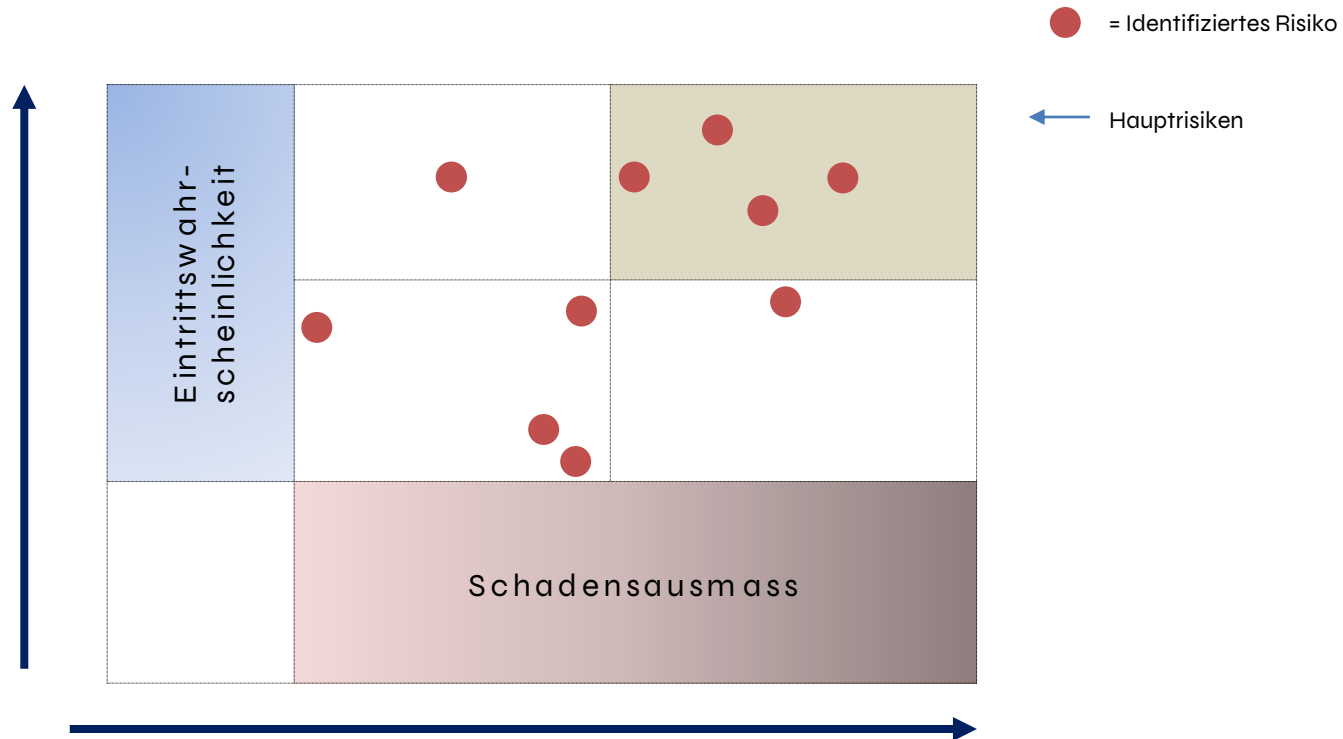 = Identifiziertes Risiko
Hauptrisiken
Eintrittswahr-
scheinlichkeit
Schadensausmass